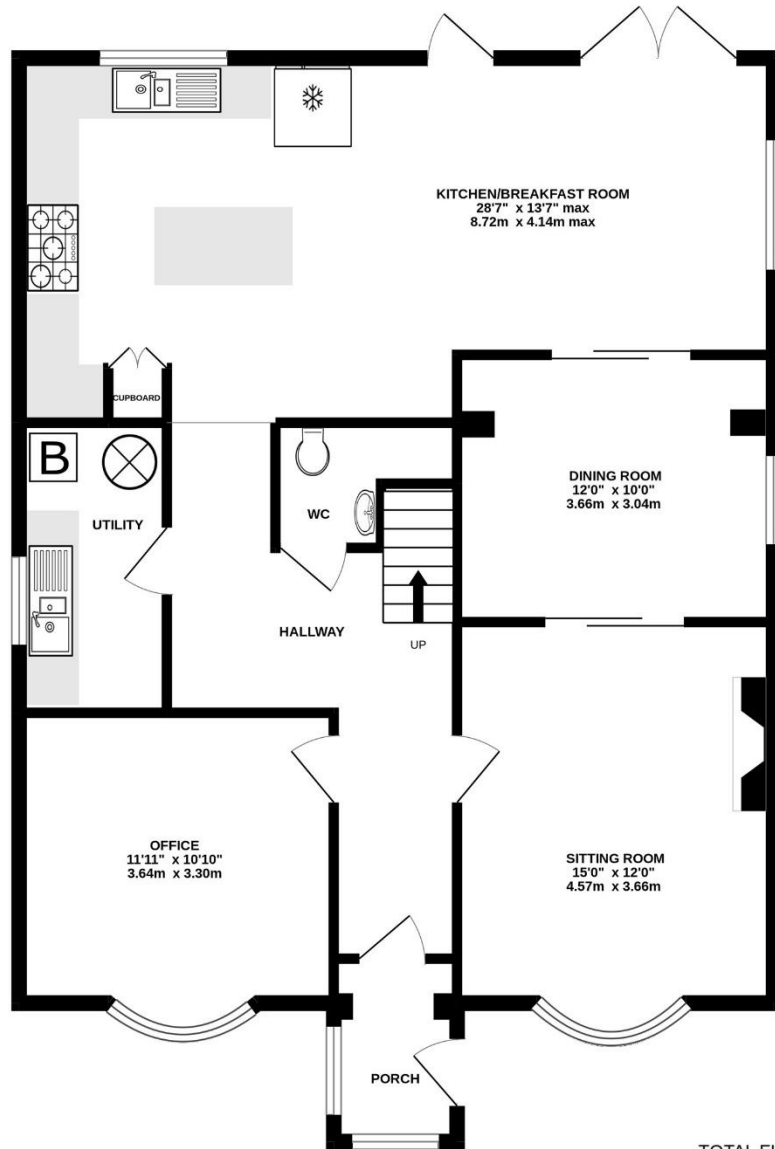 KITCHEN/BREAKFAST ROOM
28'7" x 13'7" max
8.72m x 4.14m max
CUPBOARD
B
UTILITY
WC
DINING ROOM
12'0" x 10'0"
3.66m x 3.04m
HALLWAY
UP
OFFICE
11'11" x 10'10"
3.64m x 3.30m
SITTING ROOM
15'0" x 12'0"
4.57m x 3.66m
PORCH
TOTAL